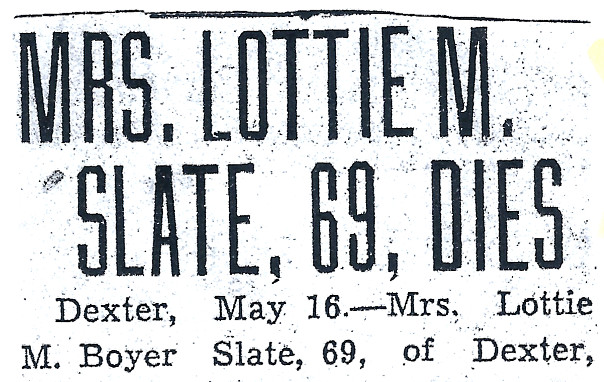 MRS. LOTTIE M.
SLATE, 69, DIES
Dexter, May 16.—Mrs. Lottie
M. Boyer Slate, 69, of Dexter,